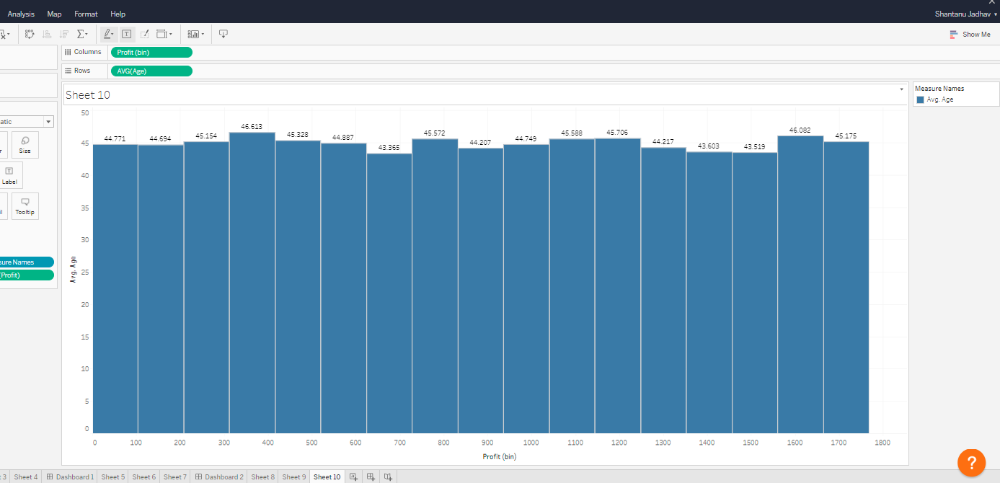 Analysis Map Format Help
Shantanu Jadhav
Show Me
Columns Profit (bin)
Rows AVG(Age)
Sheet 10
Measure Names
Avg. Age
Size
Label
Tooltip
Names
(Profit)
50
45
40
35
30
25
20
15
10
5
0
Avg. Age
44.771 44.694 45.154 46.613 45.328 44.887 43.365 45.572 44.207 44.749 45.588 45.706 44.217 43.603 43.519 46.082 45.175
0 100 200 300 400 500 600 700 800 900 1000 1100 1200 1300 1400 1500 1600 1700 1800
Profit (bin)
?
3 Sheet 4 Dashboard 1 Sheet 5 Sheet 6 Sheet 7 Dashboard 2 Sheet 8 Sheet 9 Sheet 10